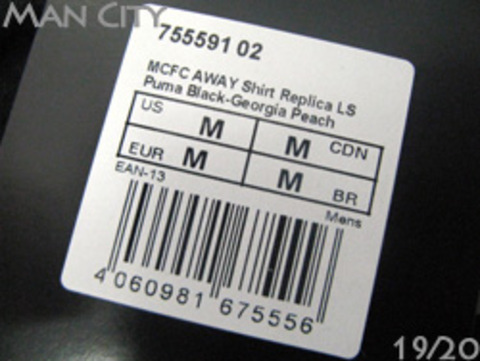 MAN CITY
755591 02
MCFC AWAY Shirt Replica LS
Puma Black-Georgia Peach
US M M CDN
EUR M M BR
EAN-13 Mens
4 060981 675556
19/20